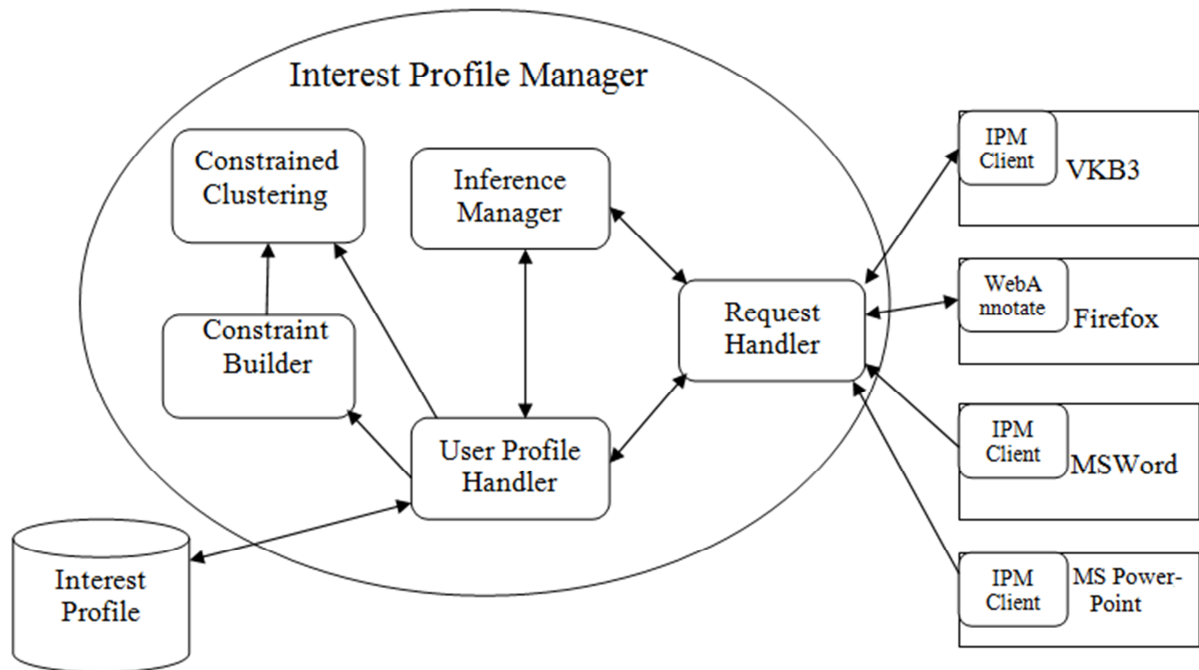 Interest Profile Manager
Constrained
Clustering
Inference
Manager
Constraint
Builder
Request
Handler
User Profile
Handler
Interest
Profile
IPM
Client
VKB3
WebA
nnotate
Firefox
IPM
Client
MSWord
IPM
Client
MS Power-
Point